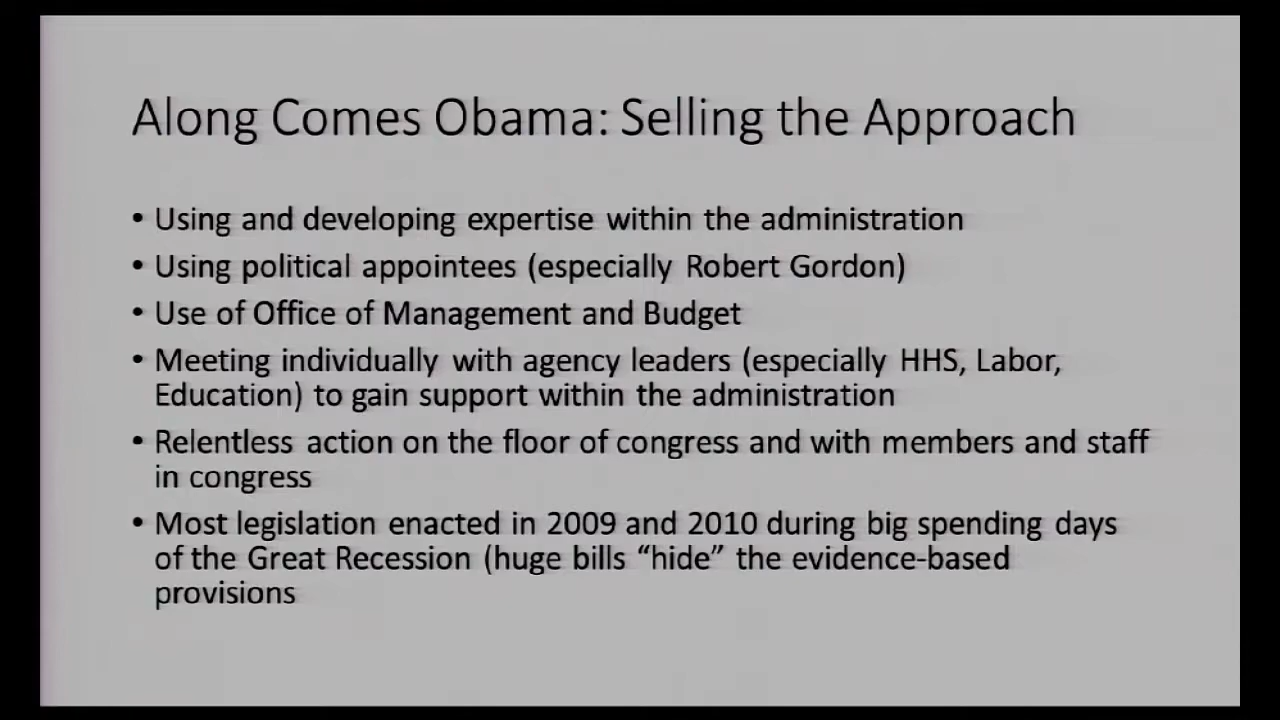 Along Comes Obama: Selling the Approach
• Using and developing expertise within the administration
• Using political appointees (especially Robert Gordon)
• Use of Office of Management and Budget
• Meeting individually with agency leaders (especially HHS, Labor,
Education) to gain support within the administration
• Relentless action on the floor of congress and with members and staff
in congress
• Most legislation enacted in 2009 and 2010 during big spending days
of the Great Recession (huge bills “hide” the evidence-based
provisions